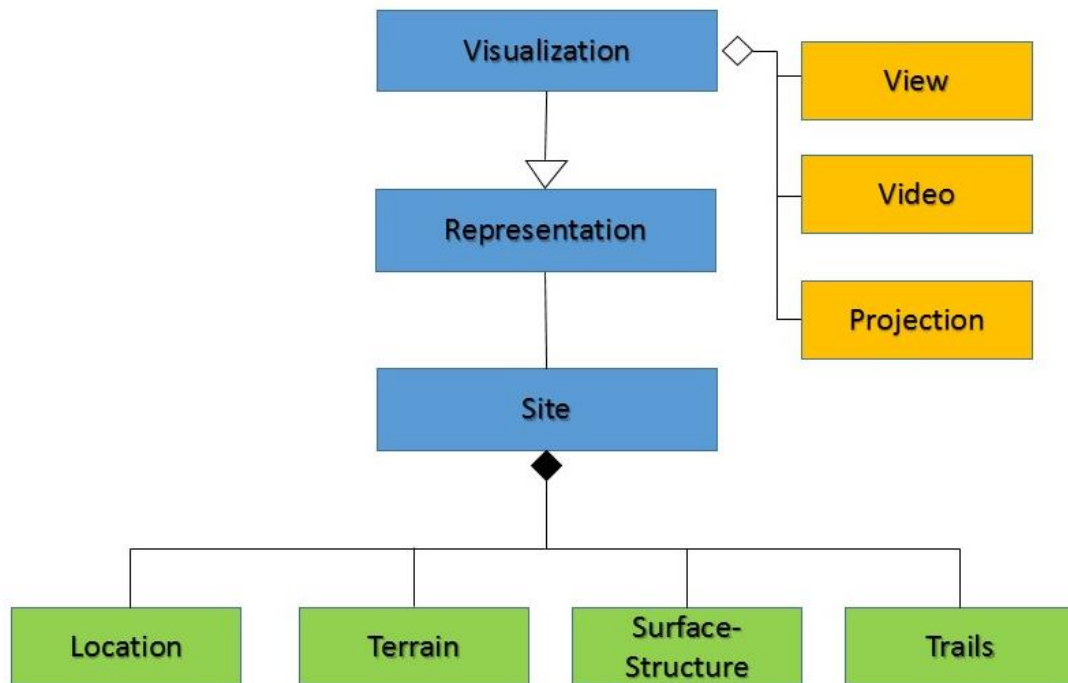 Visualization
View
Video
Representation
Projection
Site
Location
Terrain
Surface-
Structure
Trails